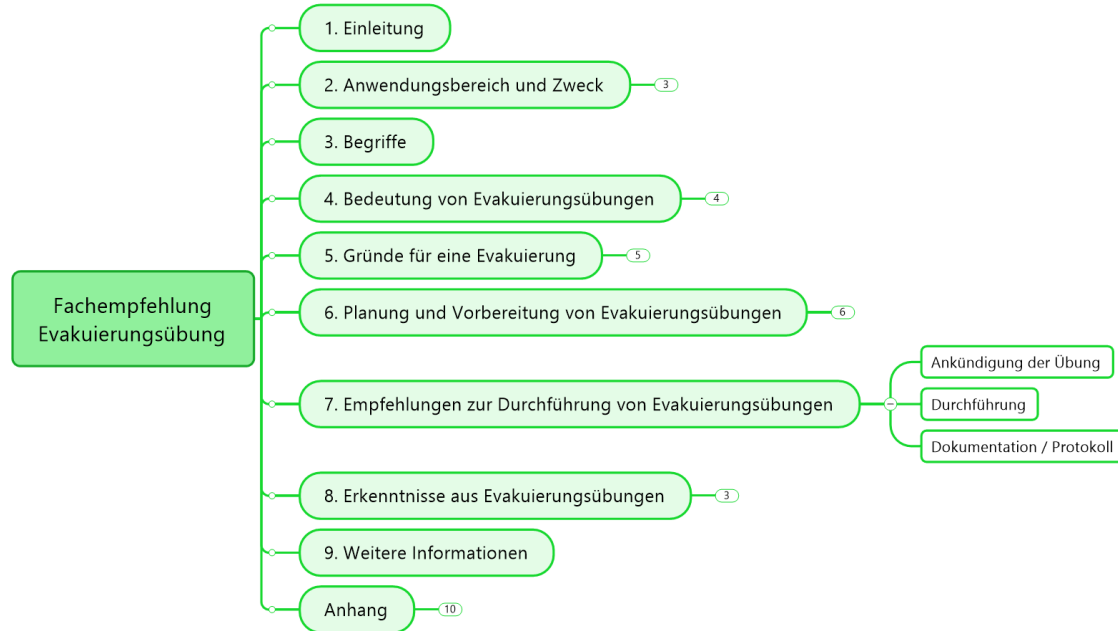 Fachempfehlung
Evakuierungsübung
1. Einleitung
2. Anwendungsbereich und Zweck
3
3. Begriffe
4. Bedeutung von Evakuierungsübungen
4
5. Gründe für eine Evakuierung
5
6. Planung und Vorbereitung von Evakuierungsübungen
6
7. Empfehlungen zur Durchführung von Evakuierungsübungen
Ankündigung der Übung
Durchführung
Dokumentation / Protokoll
8. Erkenntnisse aus Evakuierungsübungen
3
9. Weitere Informationen
Anhang
10